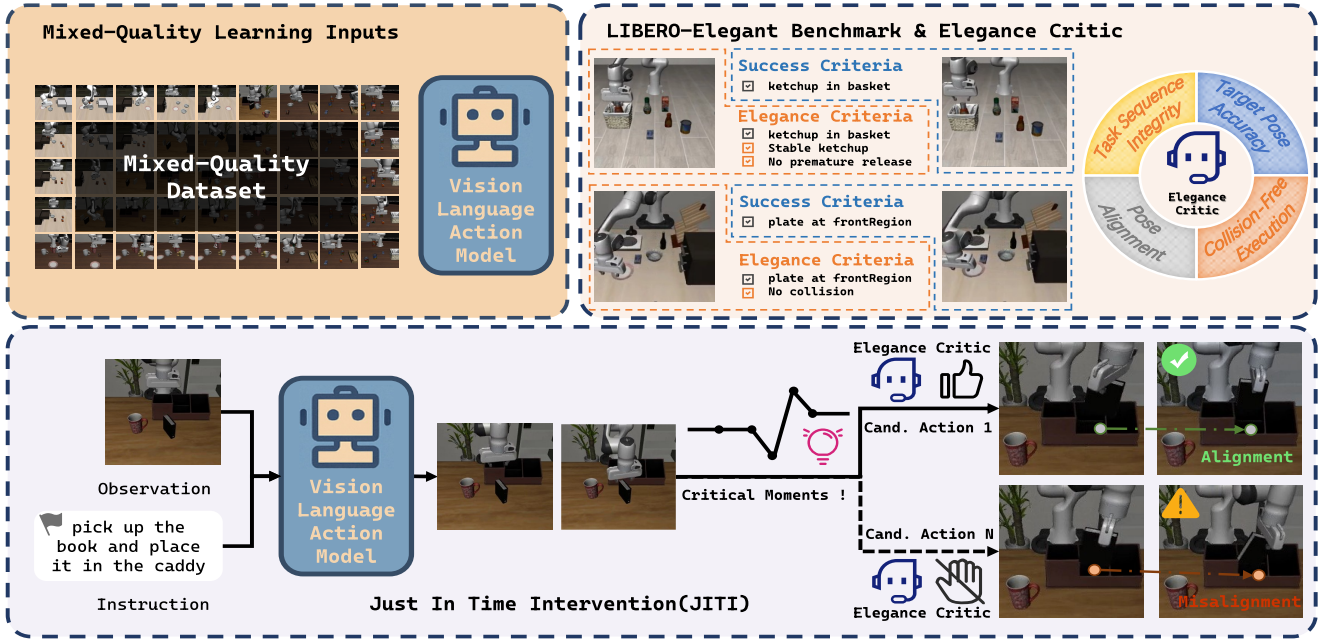 Mixed-Quality Learning Inputs
Mixed-Quality
Dataset
Vision
Language
Action
Model
LIBERO-Elegant Benchmark & Elegance Critic
Success Criteria
ketchup in basket
Elegance Criteria
ketchup in basket
Stable ketchup
No premature release
Success Criteria
plate at frontRegion
Elegance Criteria
plate at frontRegion
No collision
Task Sequence
Integrity
Target Pose
Accuracy
Pose
Alignment
Collision-Free
Execution
Elegance
Critic
Observation
pick up the
book and place
it in the caddy
Instruction
Vision
Language
Action
Model
Just In Time Intervention(JITI)
Critical Moments !
Elegance Critic
Cand. Action 1
Alignment
Cand. Action N
Elegance Critic
Misalignment